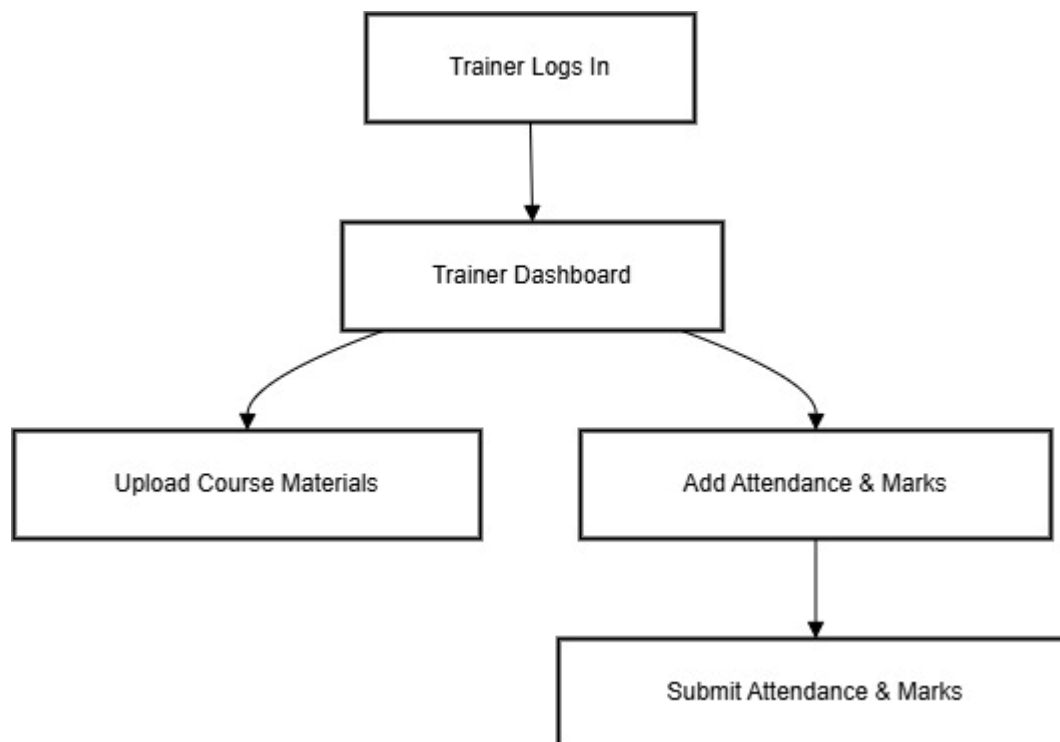 Trainer Logs In
Trainer Dashboard
Upload Course Materials
Add Attendance & Marks
Submit Attendance & Marks